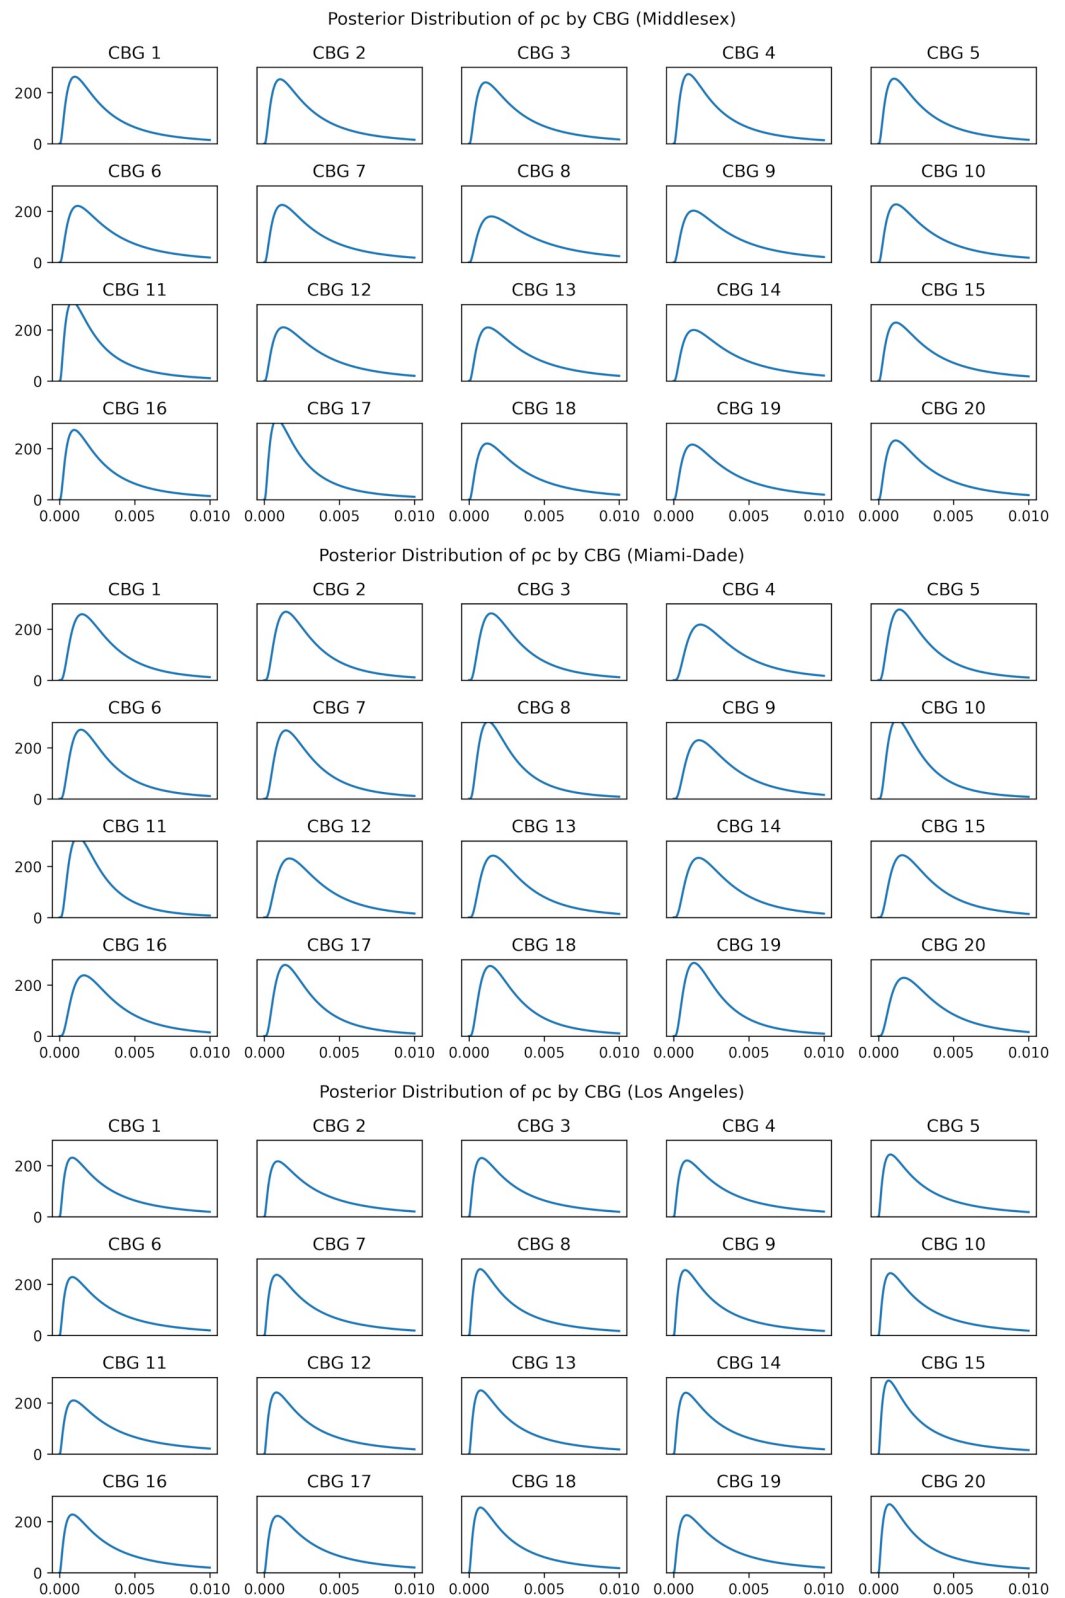 Posterior Distribution of ρc by CBG (Middlesex)
CBG 1 CBG 2 CBG 3 CBG 4 CBG 5
200
0
CBG 6 CBG 7 CBG 8 CBG 9 CBG 10
200
0
CBG 11 CBG 12 CBG 13 CBG 14 CBG 15
200
0
CBG 16 CBG 17 CBG 18 CBG 19 CBG 20
200
0
0.000 0.005 0.010 0.000 0.005 0.010 0.000 0.005 0.010 0.000 0.005 0.010 0.000 0.005 0.010
Posterior Distribution of ρc by CBG (Miami-Dade)
CBG 1 CBG 2 CBG 3 CBG 4 CBG 5
200
0
CBG 6 CBG 7 CBG 8 CBG 9 CBG 10
200
0
CBG 11 CBG 12 CBG 13 CBG 14 CBG 15
200
0
CBG 16 CBG 17 CBG 18 CBG 19 CBG 20
200
0
0.000 0.005 0.010 0.000 0.005 0.010 0.000 0.005 0.010 0.000 0.005 0.010 0.000 0.005 0.010
Posterior Distribution of ρc by CBG (Los Angeles)
CBG 1 CBG 2 CBG 3 CBG 4 CBG 5
200
0
CBG 6 CBG 7 CBG 8 CBG 9 CBG 10
200
0
CBG 11 CBG 12 CBG 13 CBG 14 CBG 15
200
0
CBG 16 CBG 17 CBG 18 CBG 19 CBG 20
200
0
0.000 0.005 0.010 0.000 0.005 0.010 0.000 0.005 0.010 0.000 0.005 0.010 0.000 0.005 0.010